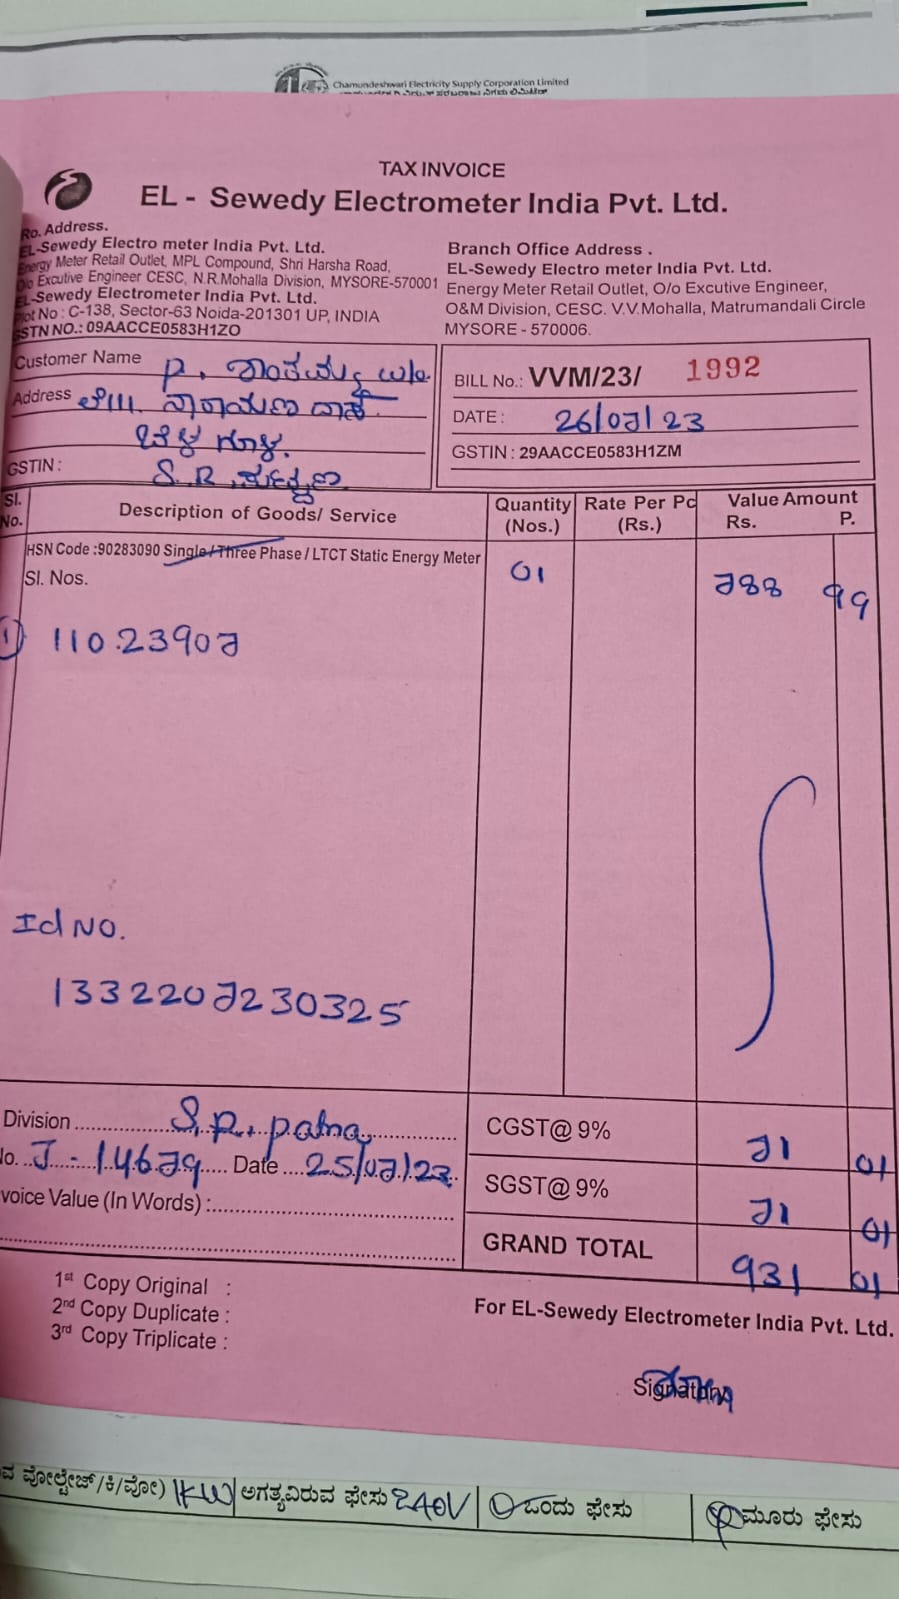 Chamundeshwari Electricity Supply Corporation Limited
TAX INVOICE
EL - Sewedy Electrometer India Pvt. Ltd.
Ro. Address.
EL-Sewedy Electro meter India Pvt. Ltd.
Energy Meter Retail Outlet, MPL Compound, Shri Harsha Road,
O/o Excutive Engineer CESC, N.R.Mohalla Division, MYSORE-570001
EL-Sewedy Electrometer India Pvt. Ltd.
Plot No : C-138, Sector-63 Noida-201301 UP, INDIA
GSTN NO.: 09AACCE0583H1ZO
Branch Office Address .
EL-Sewedy Electro meter India Pvt. Ltd.
Energy Meter Retail Outlet, O/o Excutive Engineer,
O&M Division, CESC. V.V.Mohalla, Matrumandali Circle
MYSORE - 570006.
Customer Name P. W/o.
Address
GSTIN : S.R.
BILL No.: VVM/23/ 1992
DATE : 26/07/23
GSTIN : 29AACCE0583H1ZM
Sl. No. Description of Goods/ Service Quantity (Nos.) Rate Per Pc (Rs.) Value Amount Rs. P.
HSN Code :90283090 Single / Three Phase / LTCT Static Energy Meter 01 788 99
Sl. Nos.
1 11023907
Id No.
1332207230325
Division S.R. patna
No. J - 14679 Date 25/07/23
voice Value (In Words) :
CGST@ 9% 71 01
SGST@ 9% 71 01
GRAND TOTAL 931 01
1st Copy Original :
2nd Copy Duplicate :
3rd Copy Triplicate :
For EL-Sewedy Electrometer India Pvt. Ltd.
ವ ವೋಲ್ಟೇಜ್/ಕಿ/ವೋ) 1KW ಅಗತ್ಯವಿರುವ ಫೇಸು 240V ಒಂದು ಫೇಸು ಮೂರು ಫೇಸು